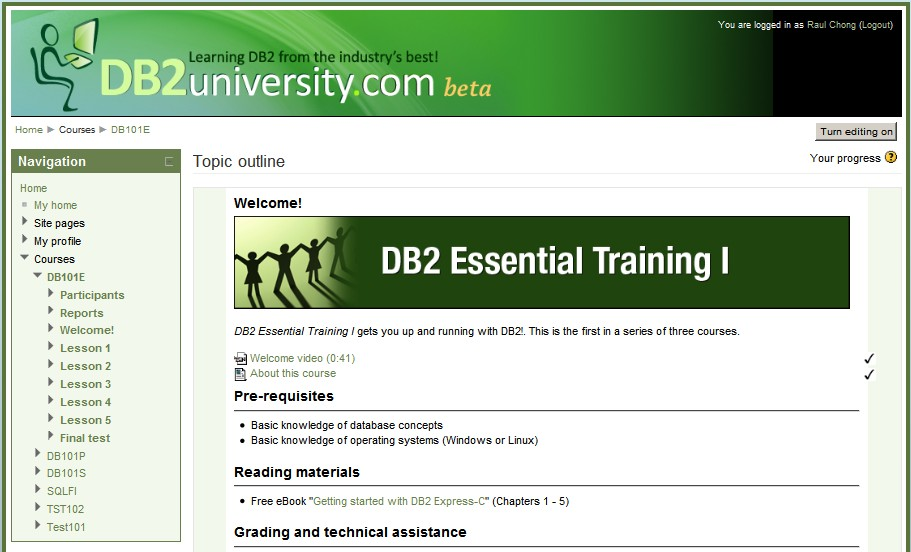 You are logged in as Raul Chong (Logout)
Learning DB2 from the industry's best!
DB2university.com beta
Home ► Courses ► DB101E
Turn editing on
Navigation
Home
My home
Site pages
My profile
Courses
DB101E
Participants
Reports
Welcome!
Lesson 1
Lesson 2
Lesson 3
Lesson 4
Lesson 5
Final test
DB101P
DB101S
SQLFI
TST102
Test101
Topic outline
Your progress
Welcome!
DB2 Essential Training I
DB2 Essential Training I gets you up and running with DB2!. This is the first in a series of three courses.
Welcome video (0:41)
About this course
Pre-requisites
• Basic knowledge of database concepts
• Basic knowledge of operating systems (Windows or Linux)
Reading materials
• Free eBook "Getting started with DB2 Express-C" (Chapters 1 - 5)
Grading and technical assistance